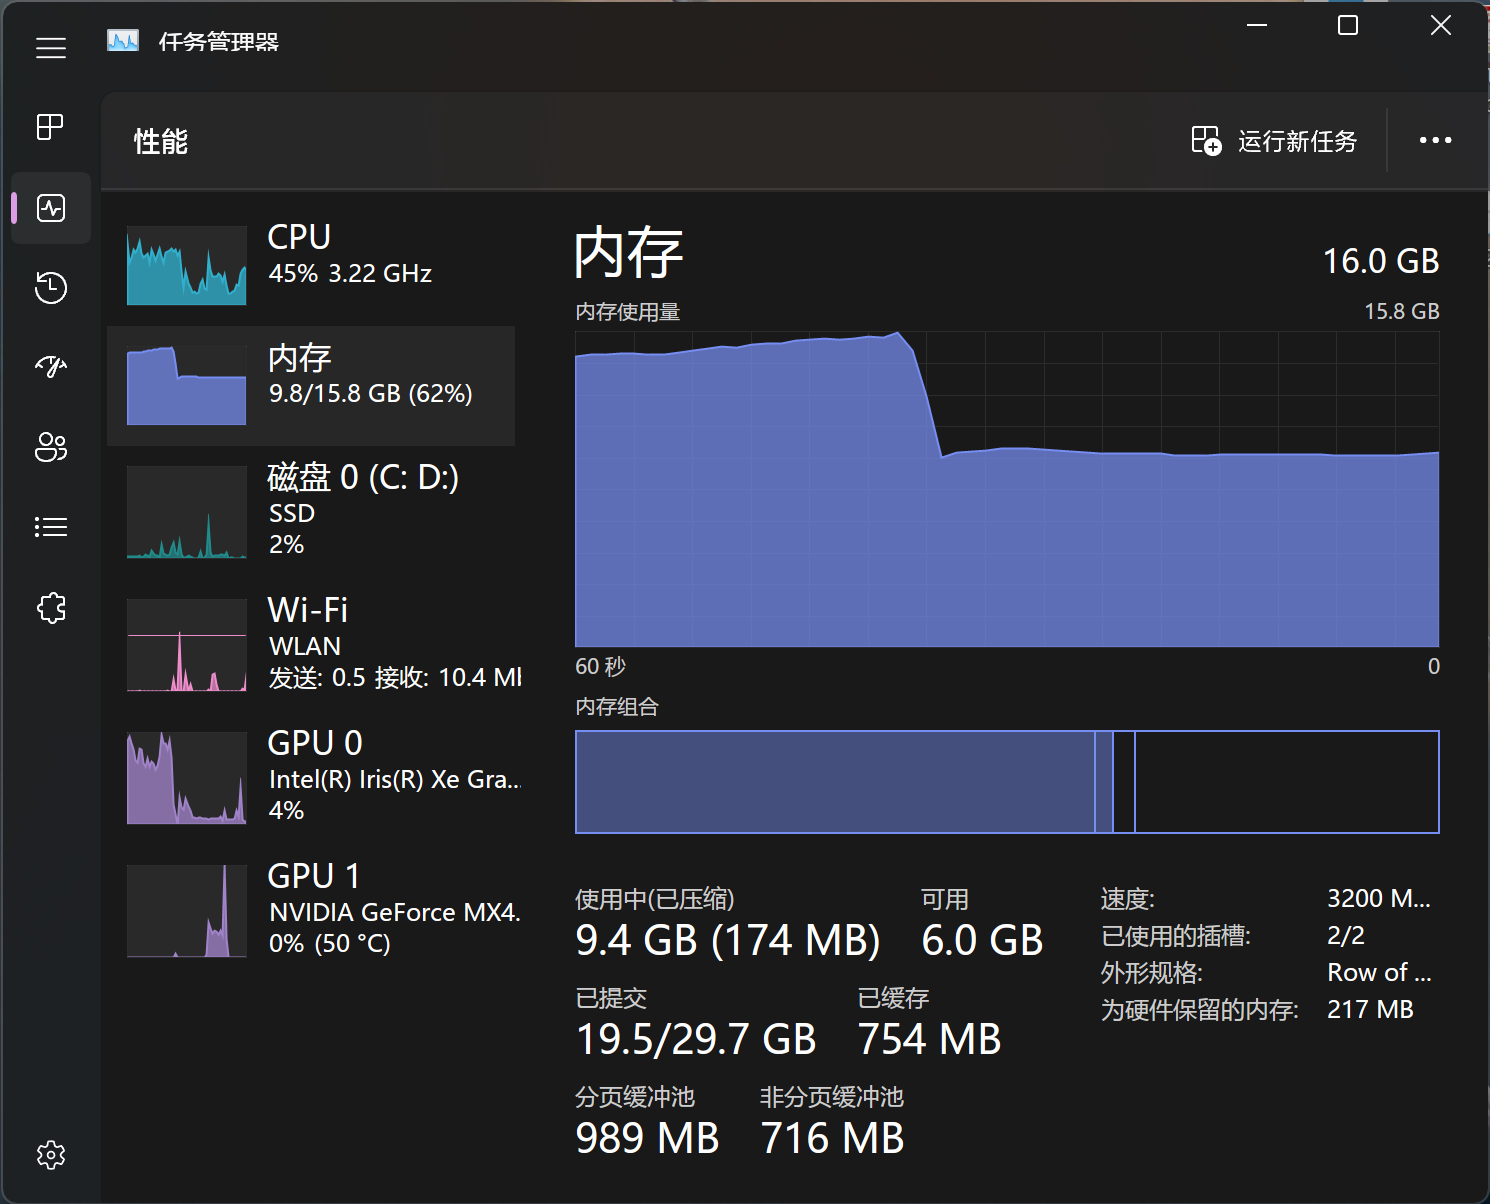 任务管理器
性能
运行新任务
CPU
45% 3.22 GHz
内存
9.8/15.8 GB (62%)
磁盘 0 (C: D:)
SSD
2%
Wi-Fi
WLAN
发送: 0.5 接收: 10.4 Mb
GPU 0
Intel(R) Iris(R) Xe Gra...
4%
GPU 1
NVIDIA GeForce MX4.
0% (50 °C)
内存
16.0 GB
内存使用量
15.8 GB
60 秒
0
内存组合
使用中(已压缩)
9.4 GB (174 MB)
可用
6.0 GB
已提交
19.5/29.7 GB
已缓存
754 MB
分页缓冲池
989 MB
非分页缓冲池
716 MB
速度: 3200 M...
已使用的插槽: 2/2
外形规格: Row of ...
为硬件保留的内存: 217 MB